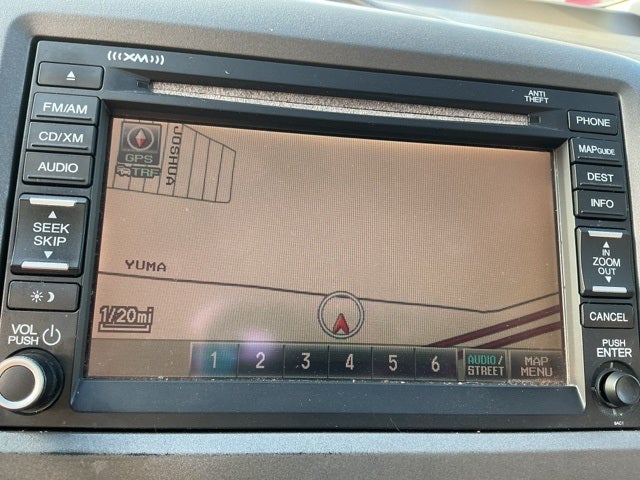 (((XM)))
ANTI
THEFT
FM/AM
CD/XM
AUDIO
SEEK
SKIP
VOL
PUSH
PHONE
MAP GUIDE
DEST
INFO
IN
ZOOM
OUT
CANCEL
PUSH
ENTER
GPS
TRF
JOSHUA
YUMA
1/20mi
1 2 3 4 5 6
AUDIO/
STREET
MAP
MENU